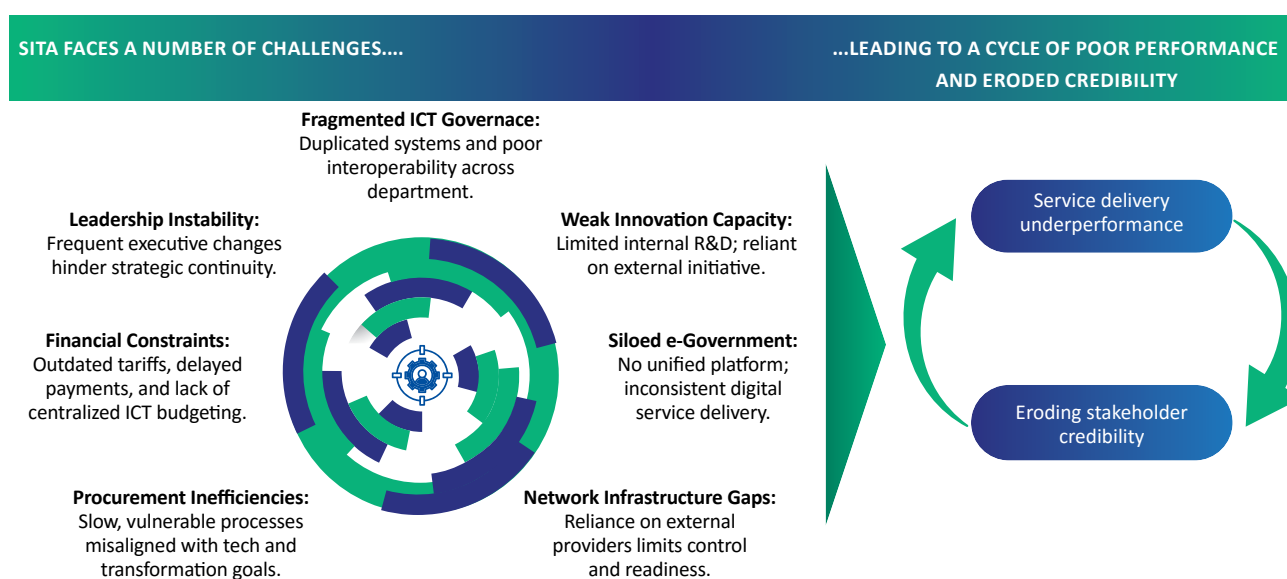 SITA FACES A NUMBER OF CHALLENGES....
...LEADING TO A CYCLE OF POOR PERFORMANCE
AND ERODED CREDIBILITY
Fragmented ICT Governace:
Duplicated systems and poor
interoperability across
department.
Leadership Instability:
Frequent executive changes
hinder strategic continuity.
Weak Innovation Capacity:
Limited internal R&D; reliant
on external initiative.
Financial Constraints:
Outdated tariffs, delayed
payments, and lack of
centralized ICT budgeting.
Siloed e-Government:
No unified platform;
inconsistent digital
service delivery.
Procurement Inefficiencies:
Slow, vulnerable processes
misaligned with tech and
transformation goals.
Network Infrastructure Gaps:
Reliance on external
providers limits control
and readiness.
Service delivery
underperformance
Eroding stakeholder
credibility